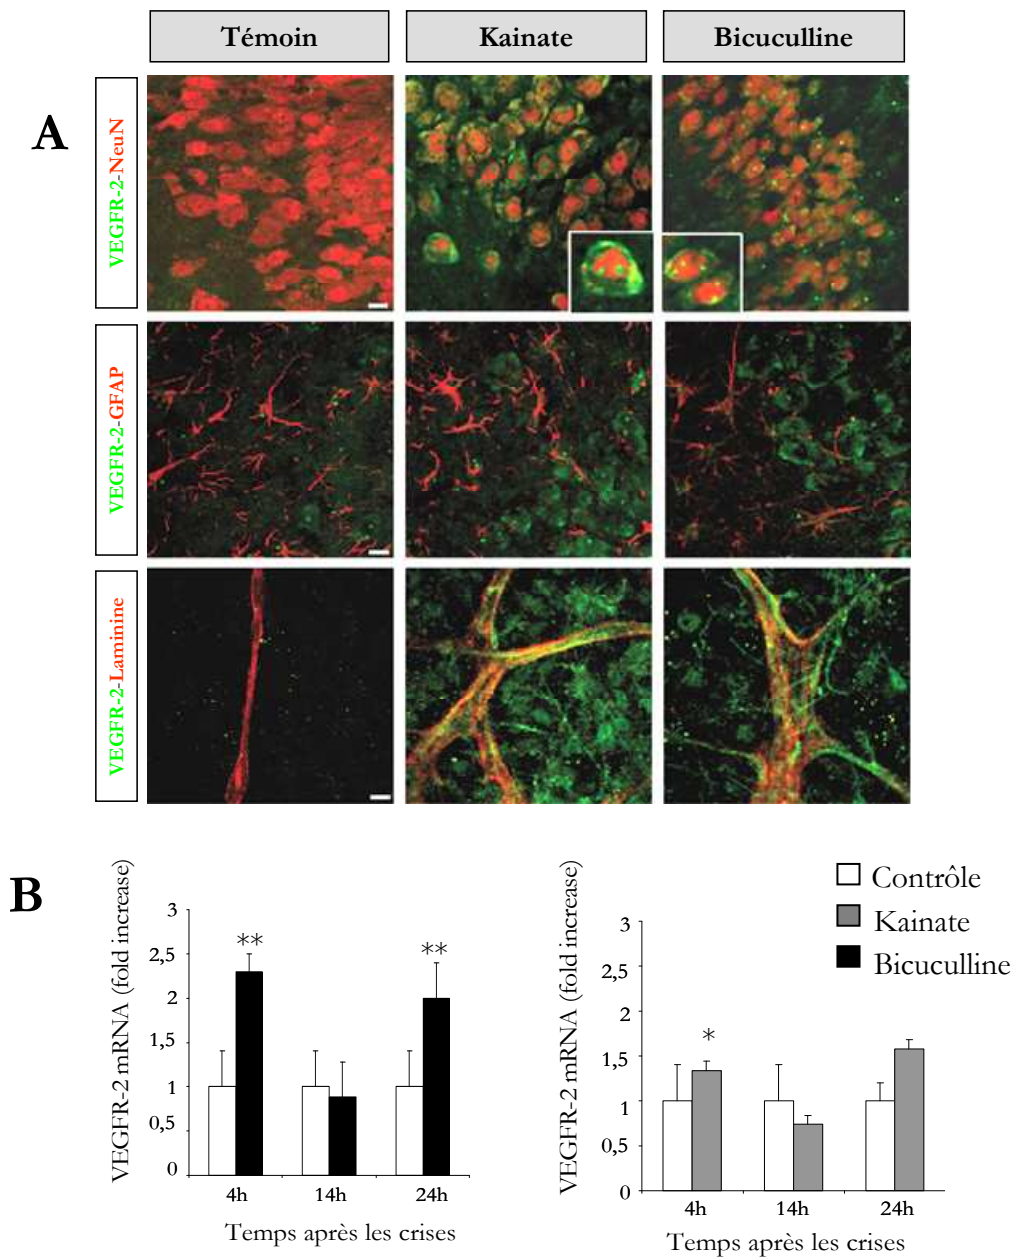 Témoin
Kainate
Bicuculline
A
VEGFR-2-NeuN
VEGFR-2-GFAP
VEGFR-2-Laminine
B
VEGFR-2 mRNA (fold increase)
3
2,5
2
1,5
1
0,5
0
**
**
4h
14h
24h
Temps après les crises
VEGFR-2 mRNA (fold increase)
3
2,5
2
1,5
1
0,5
0
*
4h
14h
24h
Temps après les crises
Contrôle
Kainate
Bicuculline